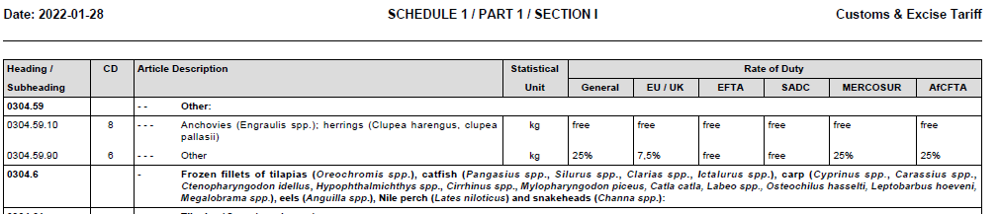 Date: 2022-01-28 SCHEDULE 1 / PART 1 / SECTION I Customs & Excise Tariff
Heading / CD Article Description Statistical Rate of Duty
Subheading Unit General EU / UK EFTA SADC MERCOSUR AfCFTA
0304.59 - - Other:
0304.59.10 8 - - - Anchovies (Engraulis spp.); herrings (Clupea harengus, clupea kg free free free free free free
pallasii)
0304.59.90 6 - - - Other kg 25% 7,5% free free 25% 25%
0304.6 - Frozen fillets of tilapias (Oreochromis spp.), catfish (Pangasius spp., Silurus spp., Clarias spp., Ictalurus spp.), carp (Cyprinus spp., Carassius spp.,
Ctenopharyngodon idellus, Hypophthalmichthys spp., Cirrhinus spp., Mylopharyngodon piceus, Catla catla, Labeo spp., Osteochilus hasselti, Leptobarbus hoeveni,
Megalobrama spp.), eels (Anguilla spp.), Nile perch (Lates niloticus) and snakeheads (Channa spp.):